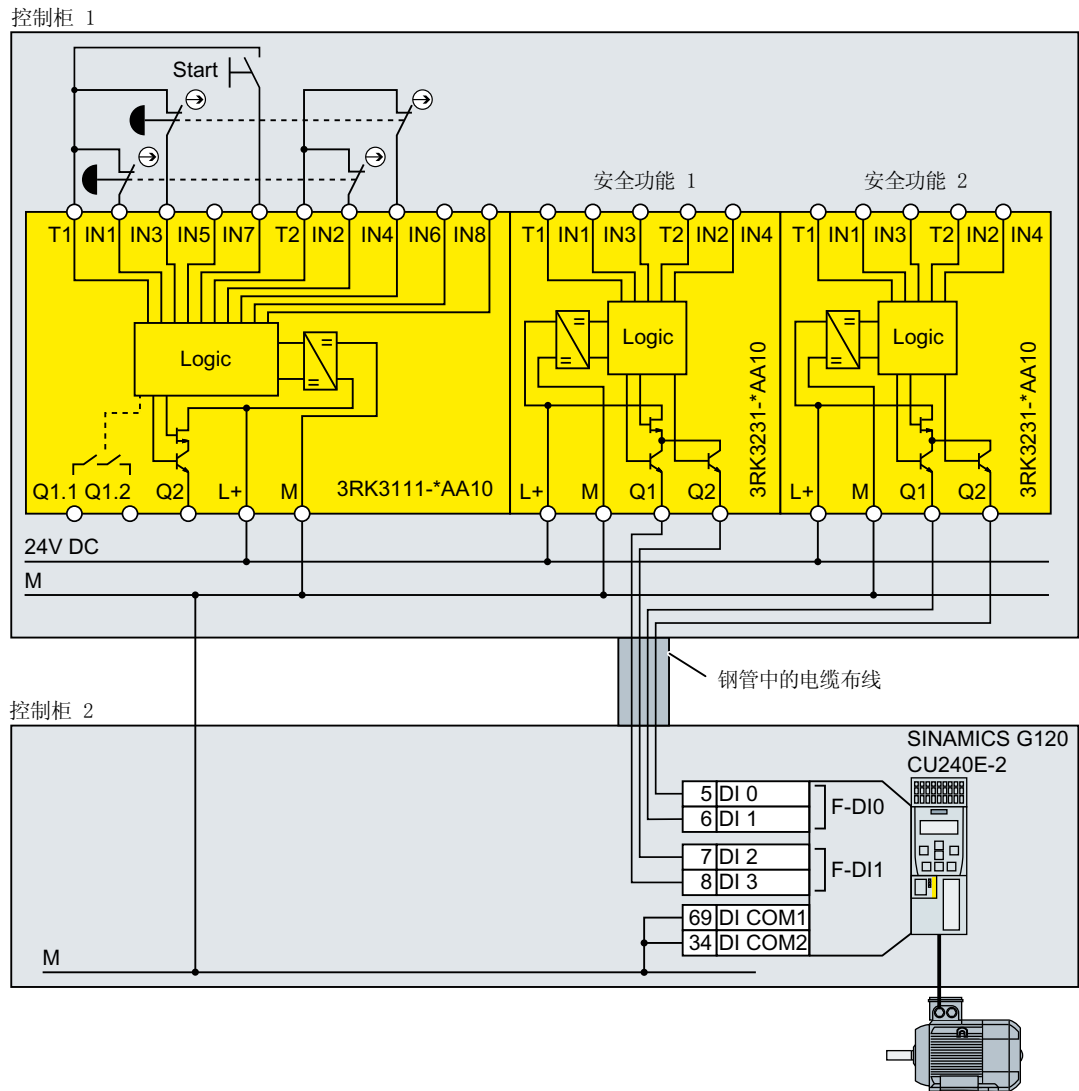 控制柜 1
Start
安全功能 1
安全功能 2
T1 IN1 IN3 IN5 IN7 T2 IN2 IN4 IN6 IN8
T1 IN1 IN3 T2 IN2 IN4
T1 IN1 IN3 T2 IN2 IN4
Logic
=
=
Logic
=
=
Logic
=
=
Q1.1 Q1.2 Q2 L+ M 3RK3111-*AA10
L+ M Q1 Q2 3RK3231-*AA10
L+ M Q1 Q2 3RK3231-*AA10
24V DC
M
钢管中的电缆布线
控制柜 2
SINAMICS G120
CU240E-2
5 DI 0
6 DI 1
F-DI0
7 DI 2
8 DI 3
F-DI1
69 DI COM1
34 DI COM2
M